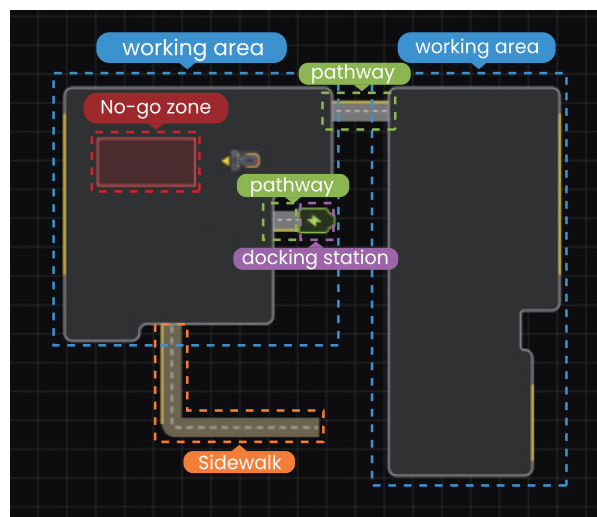 working area
working area
pathway
No-go zone
pathway
docking station
Sidewalk